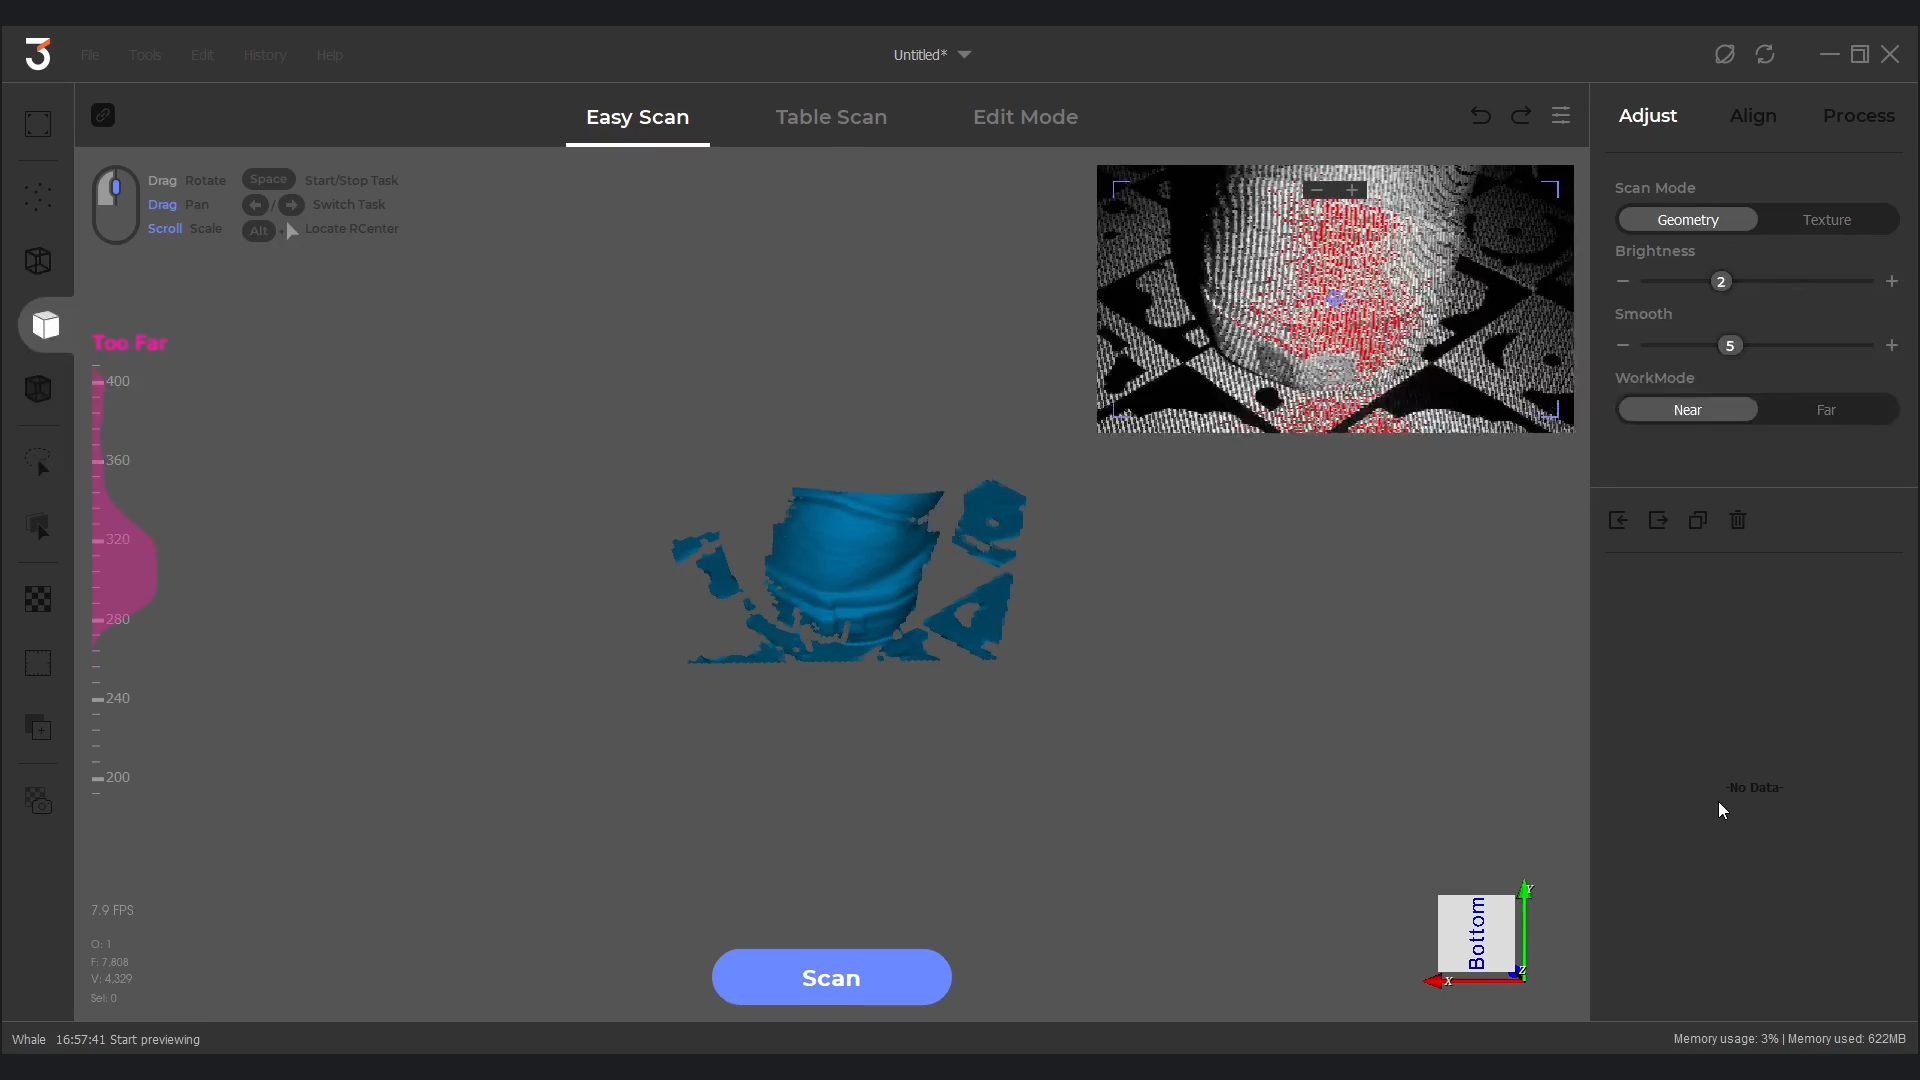 File Tools Edit History Help
Untitled*
Easy Scan Table Scan Edit Mode
Adjust Align Process
Drag Rotate Space Start/Stop Task
Drag Pan / Switch Task
Scroll Scale Alt + Locate RCenter
Too Far
400
360
320
280
240
200
Scan Mode
Geometry Texture
Brightness
− 2 +
Smooth
− 5 +
WorkMode
Near Far
-No Data-
7.9 FPS
O: 1
F: 7,808
V: 4,329
Sel: 0
Scan
Bottom
Y
X
Z
Whale 16:57:41 Start previewing
Memory usage: 3% | Memory used: 622MB